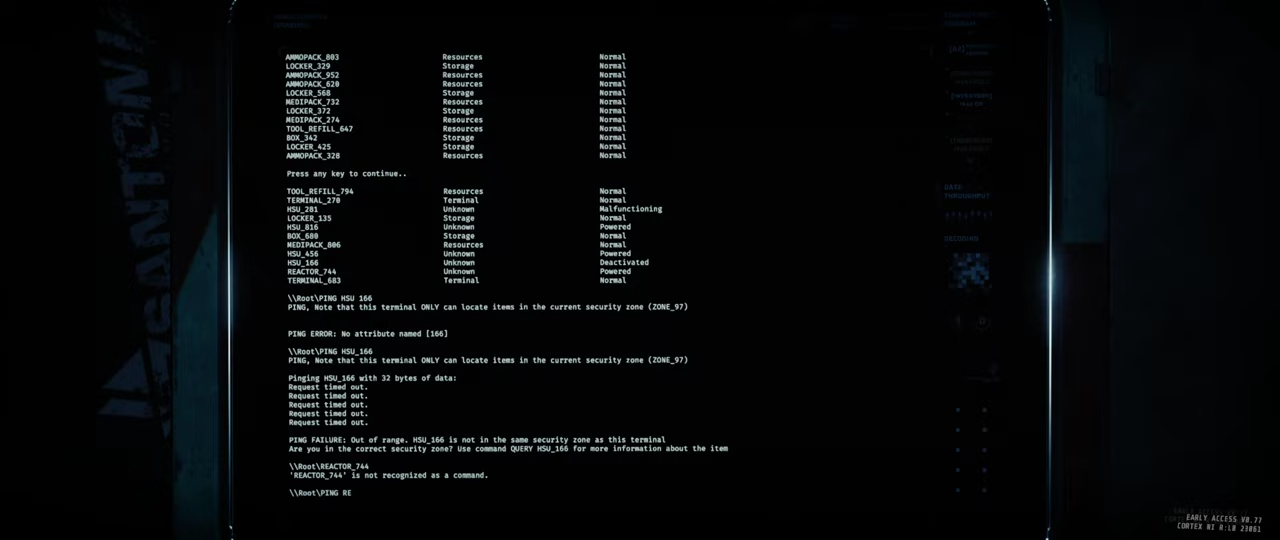 AMMOPACK_803 Resources Normal
LOCKER_329 Storage Normal
AMMOPACK_952 Resources Normal
AMMOPACK_620 Resources Normal
LOCKER_568 Storage Normal
MEDIPACK_732 Resources Normal
LOCKER_372 Storage Normal
MEDIPACK_274 Resources Normal
TOOL_REFILL_647 Resources Normal
BOX_342 Storage Normal
LOCKER_425 Storage Normal
AMMOPACK_328 Resources Normal
Press any key to continue..
TOOL_REFILL_794 Resources Normal
TERMINAL_270 Terminal Normal
HSU_281 Unknown Malfunctioning
LOCKER_135 Storage Normal
HSU_816 Unknown Powered
BOX_680 Storage Normal
MEDIPACK_806 Resources Normal
HSU_456 Unknown Powered
HSU_166 Unknown Deactivated
REACTOR_744 Unknown Powered
TERMINAL_683 Terminal Normal
\\Root\PING HSU 166
PING, Note that this terminal ONLY can locate items in the current security zone (ZONE_97)
PING ERROR: No attribute named [166]
\\Root\PING HSU_166
PING, Note that this terminal ONLY can locate items in the current security zone (ZONE_97)
Pinging HSU_166 with 32 bytes of data:
Request timed out.
Request timed out.
Request timed out.
Request timed out.
Request timed out.
PING FAILURE: Out of range. HSU_166 is not in the same security zone as this terminal
Are you in the correct security zone? Use command QUERY HSU_166 for more information about the item
\\Root\REACTOR_744
'REACTOR_744' is not recognized as a command.
\\Root\PING RE
GATE
THROUGHPUT
EARLY ACCESS V0.77